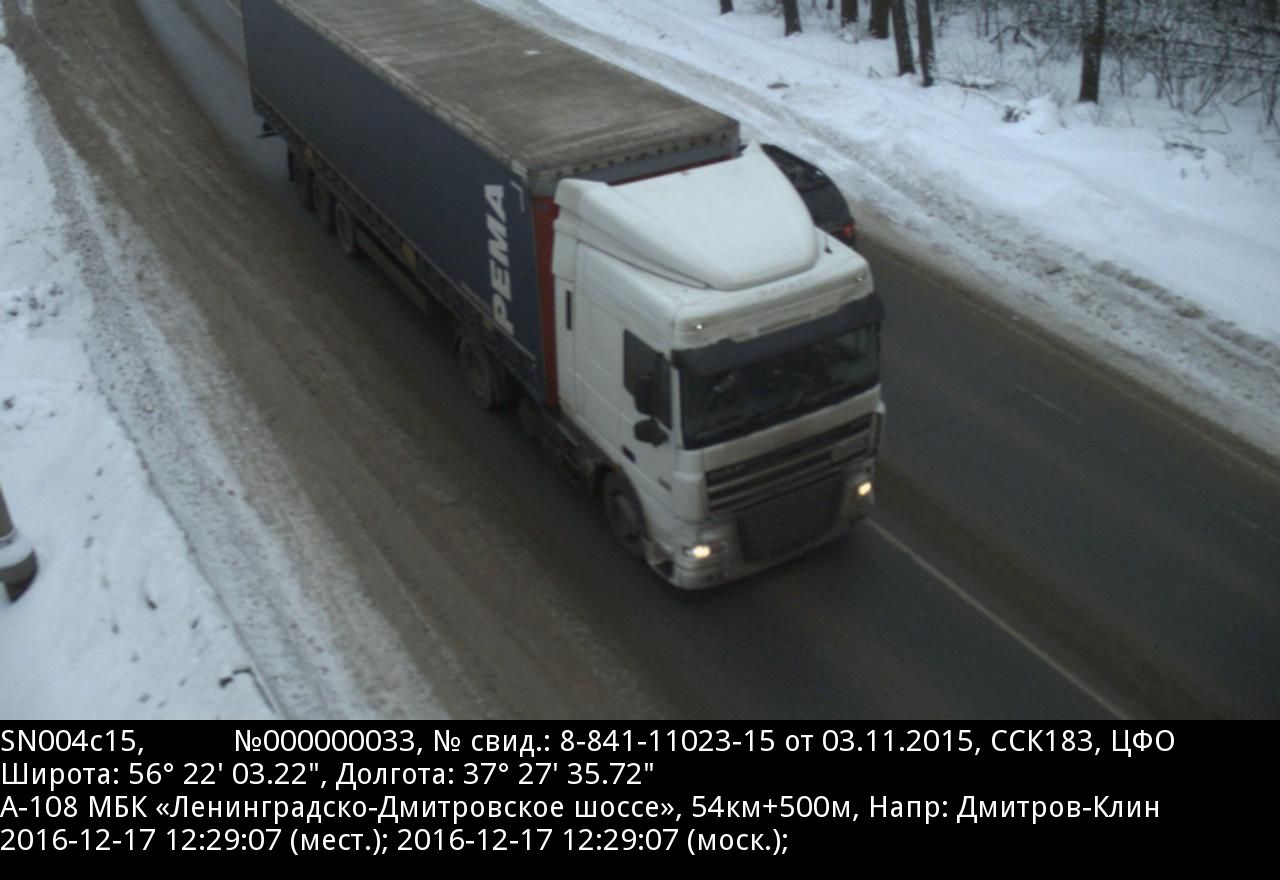 PEMA
SN004c15, №000000033, № свид.: 8-841-11023-15 от 03.11.2015, ССК183, ЦФО
Широта: 56° 22' 03.22", Долгота: 37° 27' 35.72"
А-108 МБК «Ленинградско-Дмитровское шоссе», 54км+500м, Напр: Дмитров-Клин
2016-12-17 12:29:07 (мест.); 2016-12-17 12:29:07 (моск.);